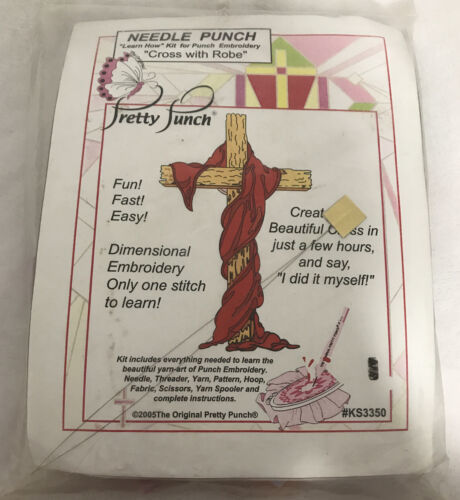 NEEDLE PUNCH
"Learn How" Kit for Punch Embroidery
"Cross with Robe"
Pretty Punch®
Fun!
Fast!
Easy!
Dimensional
Embroidery
Only one stitch
to learn!
Creat
Beautiful C ss in
just a few hours,
and say,
"I did it myself!"
Kit includes everything needed to learn the
beautiful yarn-art of Punch Embroidery.
Needle, Threader, Yarn, Pattern, Hoop,
Fabric, Scissors, Yarn Spooler and
complete instructions.
©2005The Original Pretty Punch®
#KS3350